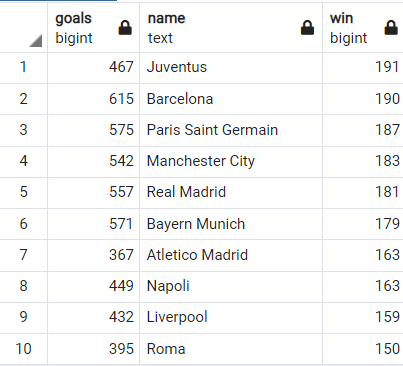 goals name win
bigint text bigint
1 467 Juventus 191
2 615 Barcelona 190
3 575 Paris Saint Germain 187
4 542 Manchester City 183
5 557 Real Madrid 181
6 571 Bayern Munich 179
7 367 Atletico Madrid 163
8 449 Napoli 163
9 432 Liverpool 159
10 395 Roma 150